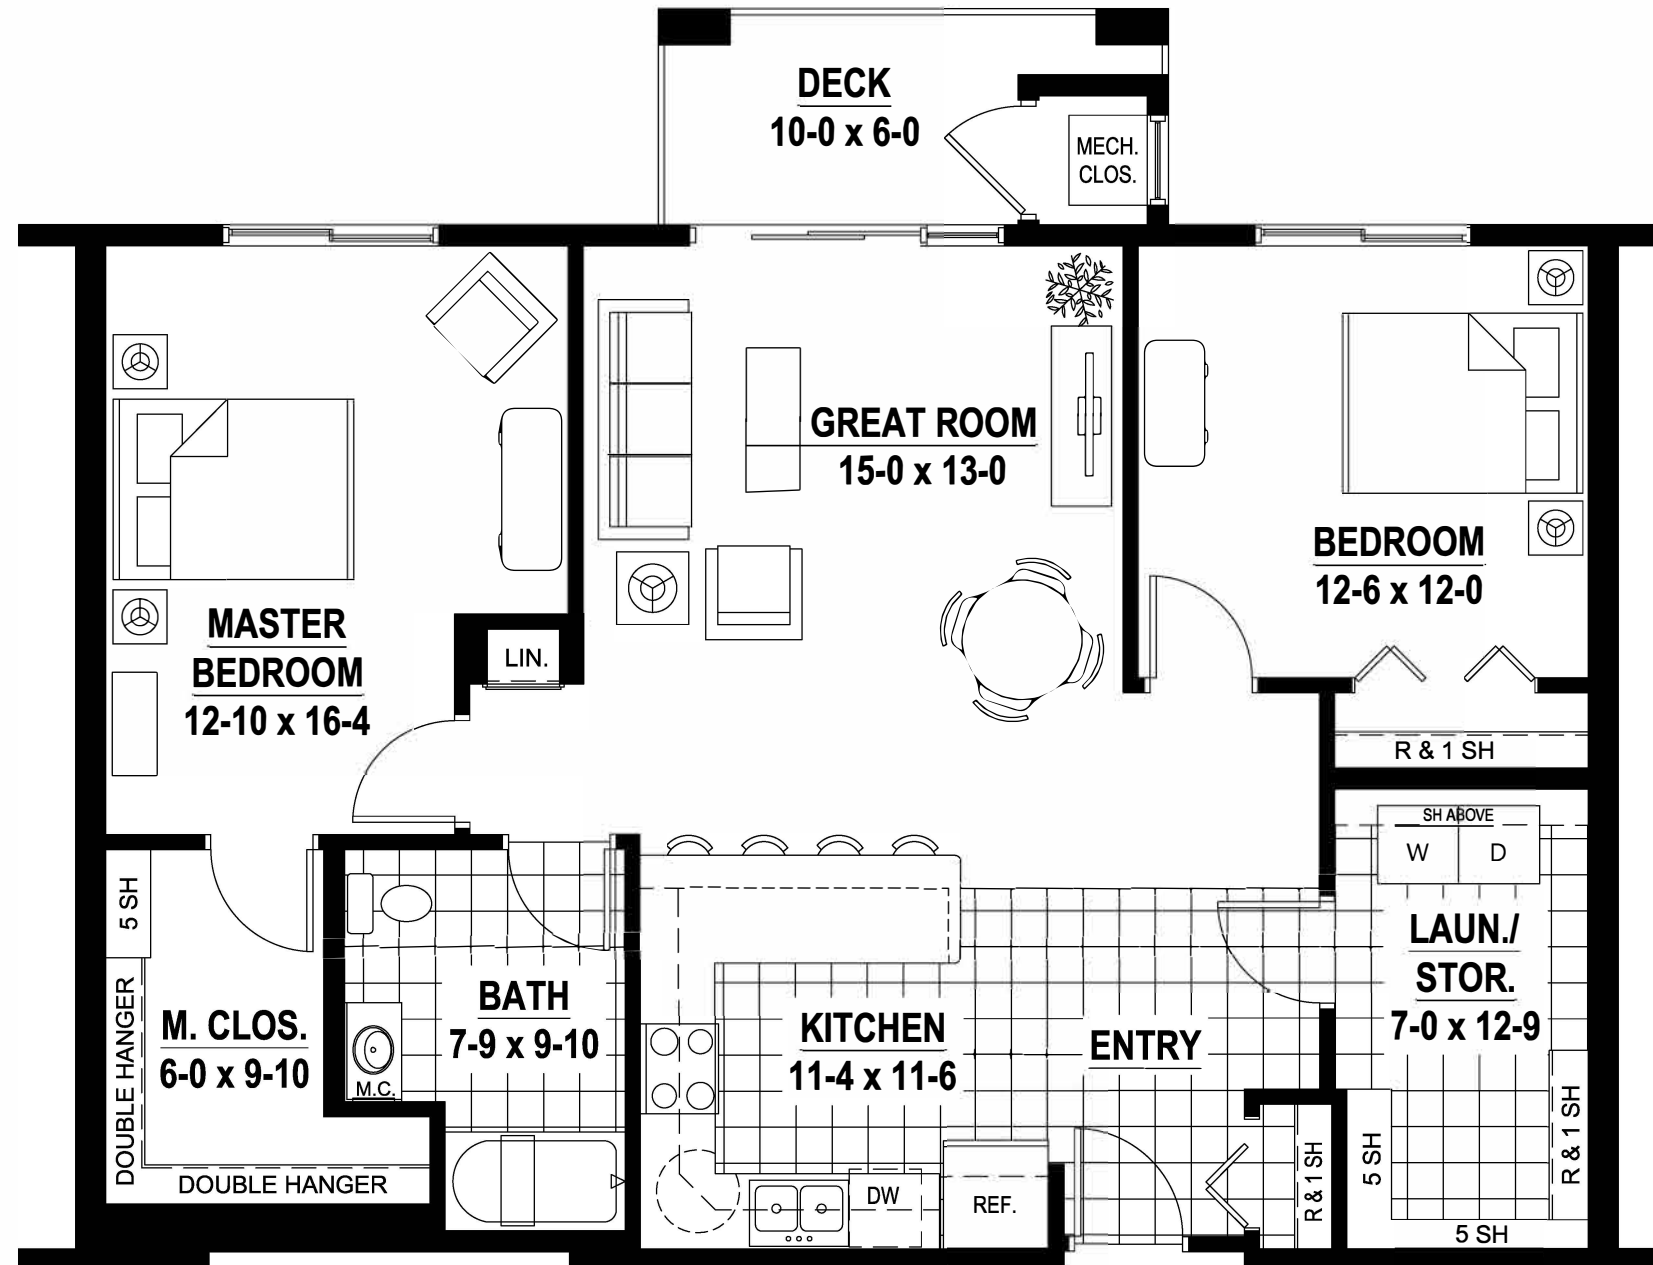 DECK
10-0 x 6-0
MECH.
CLOS.
GREAT ROOM
15-0 x 13-0
BEDROOM
12-6 x 12-0
MASTER
BEDROOM
12-10 x 16-4
LIN.
R & 1 SH
SH ABOVE
W
D
LAUN./
STOR.
7-0 x 12-9
5 SH
DOUBLE HANGER
M. CLOS.
6-0 x 9-10
DOUBLE HANGER
BATH
7-9 x 9-10
M.C.
KITCHEN
11-4 x 11-6
ENTRY
DW
REF.
R & 1 SH
5 SH
R & 1 SH
5 SH